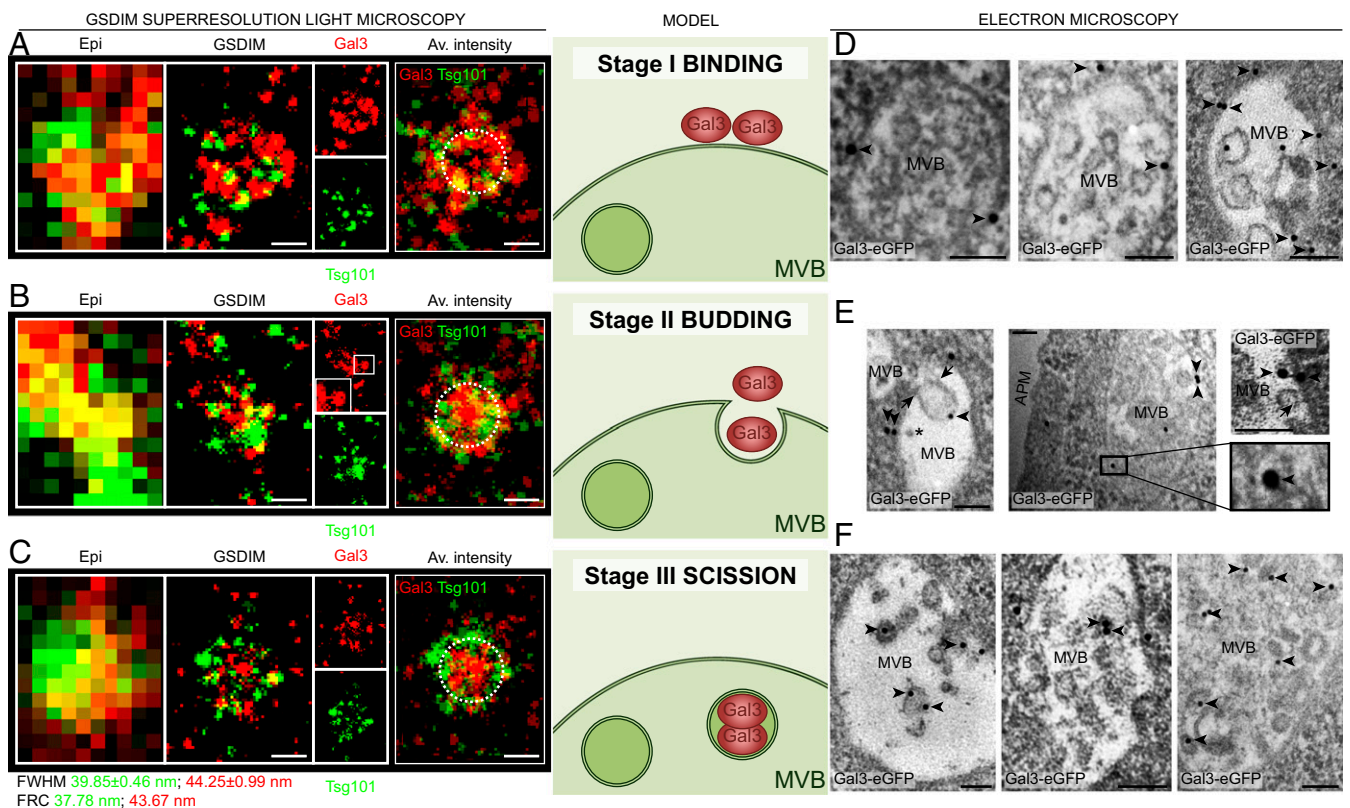 GSDIM SUPERRESOLUTION LIGHT MICROSCOPY
MODEL
ELECTRON MICROSCOPY
A
Epi
GSDIM
Gal3
Av. intensity
Gal3 Tsg101
Tsg101
Stage I BINDING
Gal3
Gal3
MVB
D
MVB
Gal3-eGFP
MVB
Gal3-eGFP
MVB
Gal3-eGFP
B
Epi
GSDIM
Gal3
Av. intensity
Gal3 Tsg101
Tsg101
Stage II BUDDING
Gal3
Gal3
MVB
E
MVB
*
MVB
Gal3-eGFP
APM
MVB
Gal3-eGFP
Gal3-eGFP
MVB
C
Epi
GSDIM
Gal3
Av. intensity
Gal3 Tsg101
Tsg101
FWHM 39.85±0.46 nm; 44.25±0.99 nm
FRC 37.78 nm; 43.67 nm
Stage III SCISSION
Gal3
Gal3
MVB
F
MVB
Gal3-eGFP
MVB
Gal3-eGFP
MVB
Gal3-eGFP